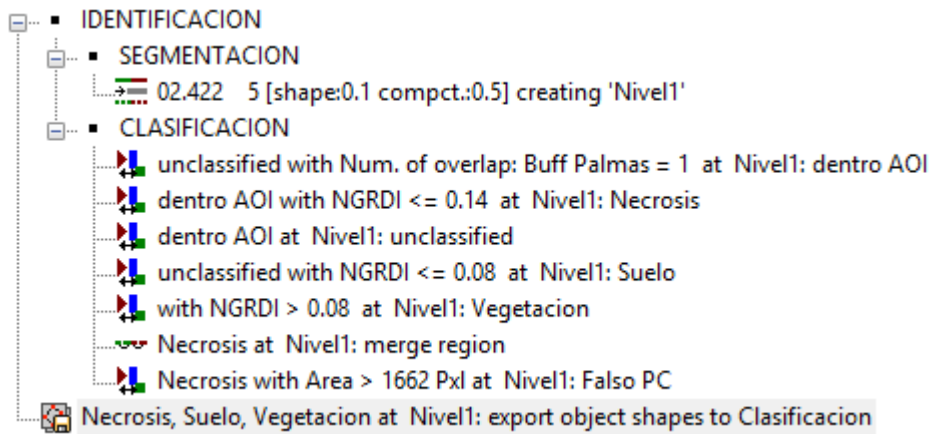 IDENTIFICACION
SEGMENTACION
02.422 5 [shape:0.1 compct.:0.5] creating 'Nivel1'
CLASIFICACION
unclassified with Num. of overlap: Buff Palmas = 1 at Nivel1: dentro AOI
dentro AOI with NGRDI <= 0.14 at Nivel1: Necrosis
dentro AOI at Nivel1: unclassified
unclassified with NGRDI <= 0.08 at Nivel1: Suelo
with NGRDI > 0.08 at Nivel1: Vegetacion
Necrosis at Nivel1: merge region
Necrosis with Area > 1662 Pxl at Nivel1: Falso PC
Necrosis, Suelo, Vegetacion at Nivel1: export object shapes to Clasificacion